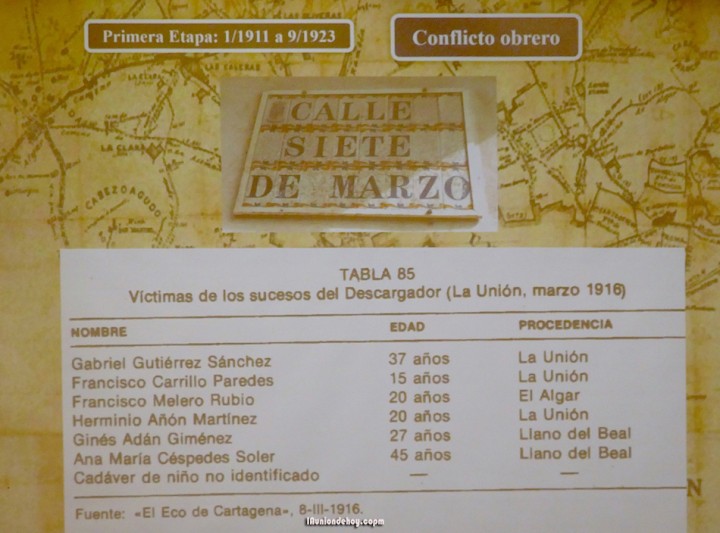 Primera Etapa: 1/1911 a 9/1923
Conflicto obrero
LA CLARA
CABEZO AGUDO
CALLE
SIETE
DE MARZO
TABLA 85
Víctimas de los sucesos del Descargador (La Unión, marzo 1916)
NOMBRE EDAD PROCEDENCIA
Gabriel Gutiérrez Sánchez 37 años La Unión
Francisco Carrillo Paredes 15 años La Unión
Francisco Melero Rubio 20 años El Algar
Herminio Añón Martínez 20 años La Unión
Ginés Adán Giménez 27 años Llano del Beal
Ana María Céspedes Soler 45 años Llano del Beal
Cadáver de niño no identificado — —
Fuente: «El Eco de Cartagena», 8-III-1916.